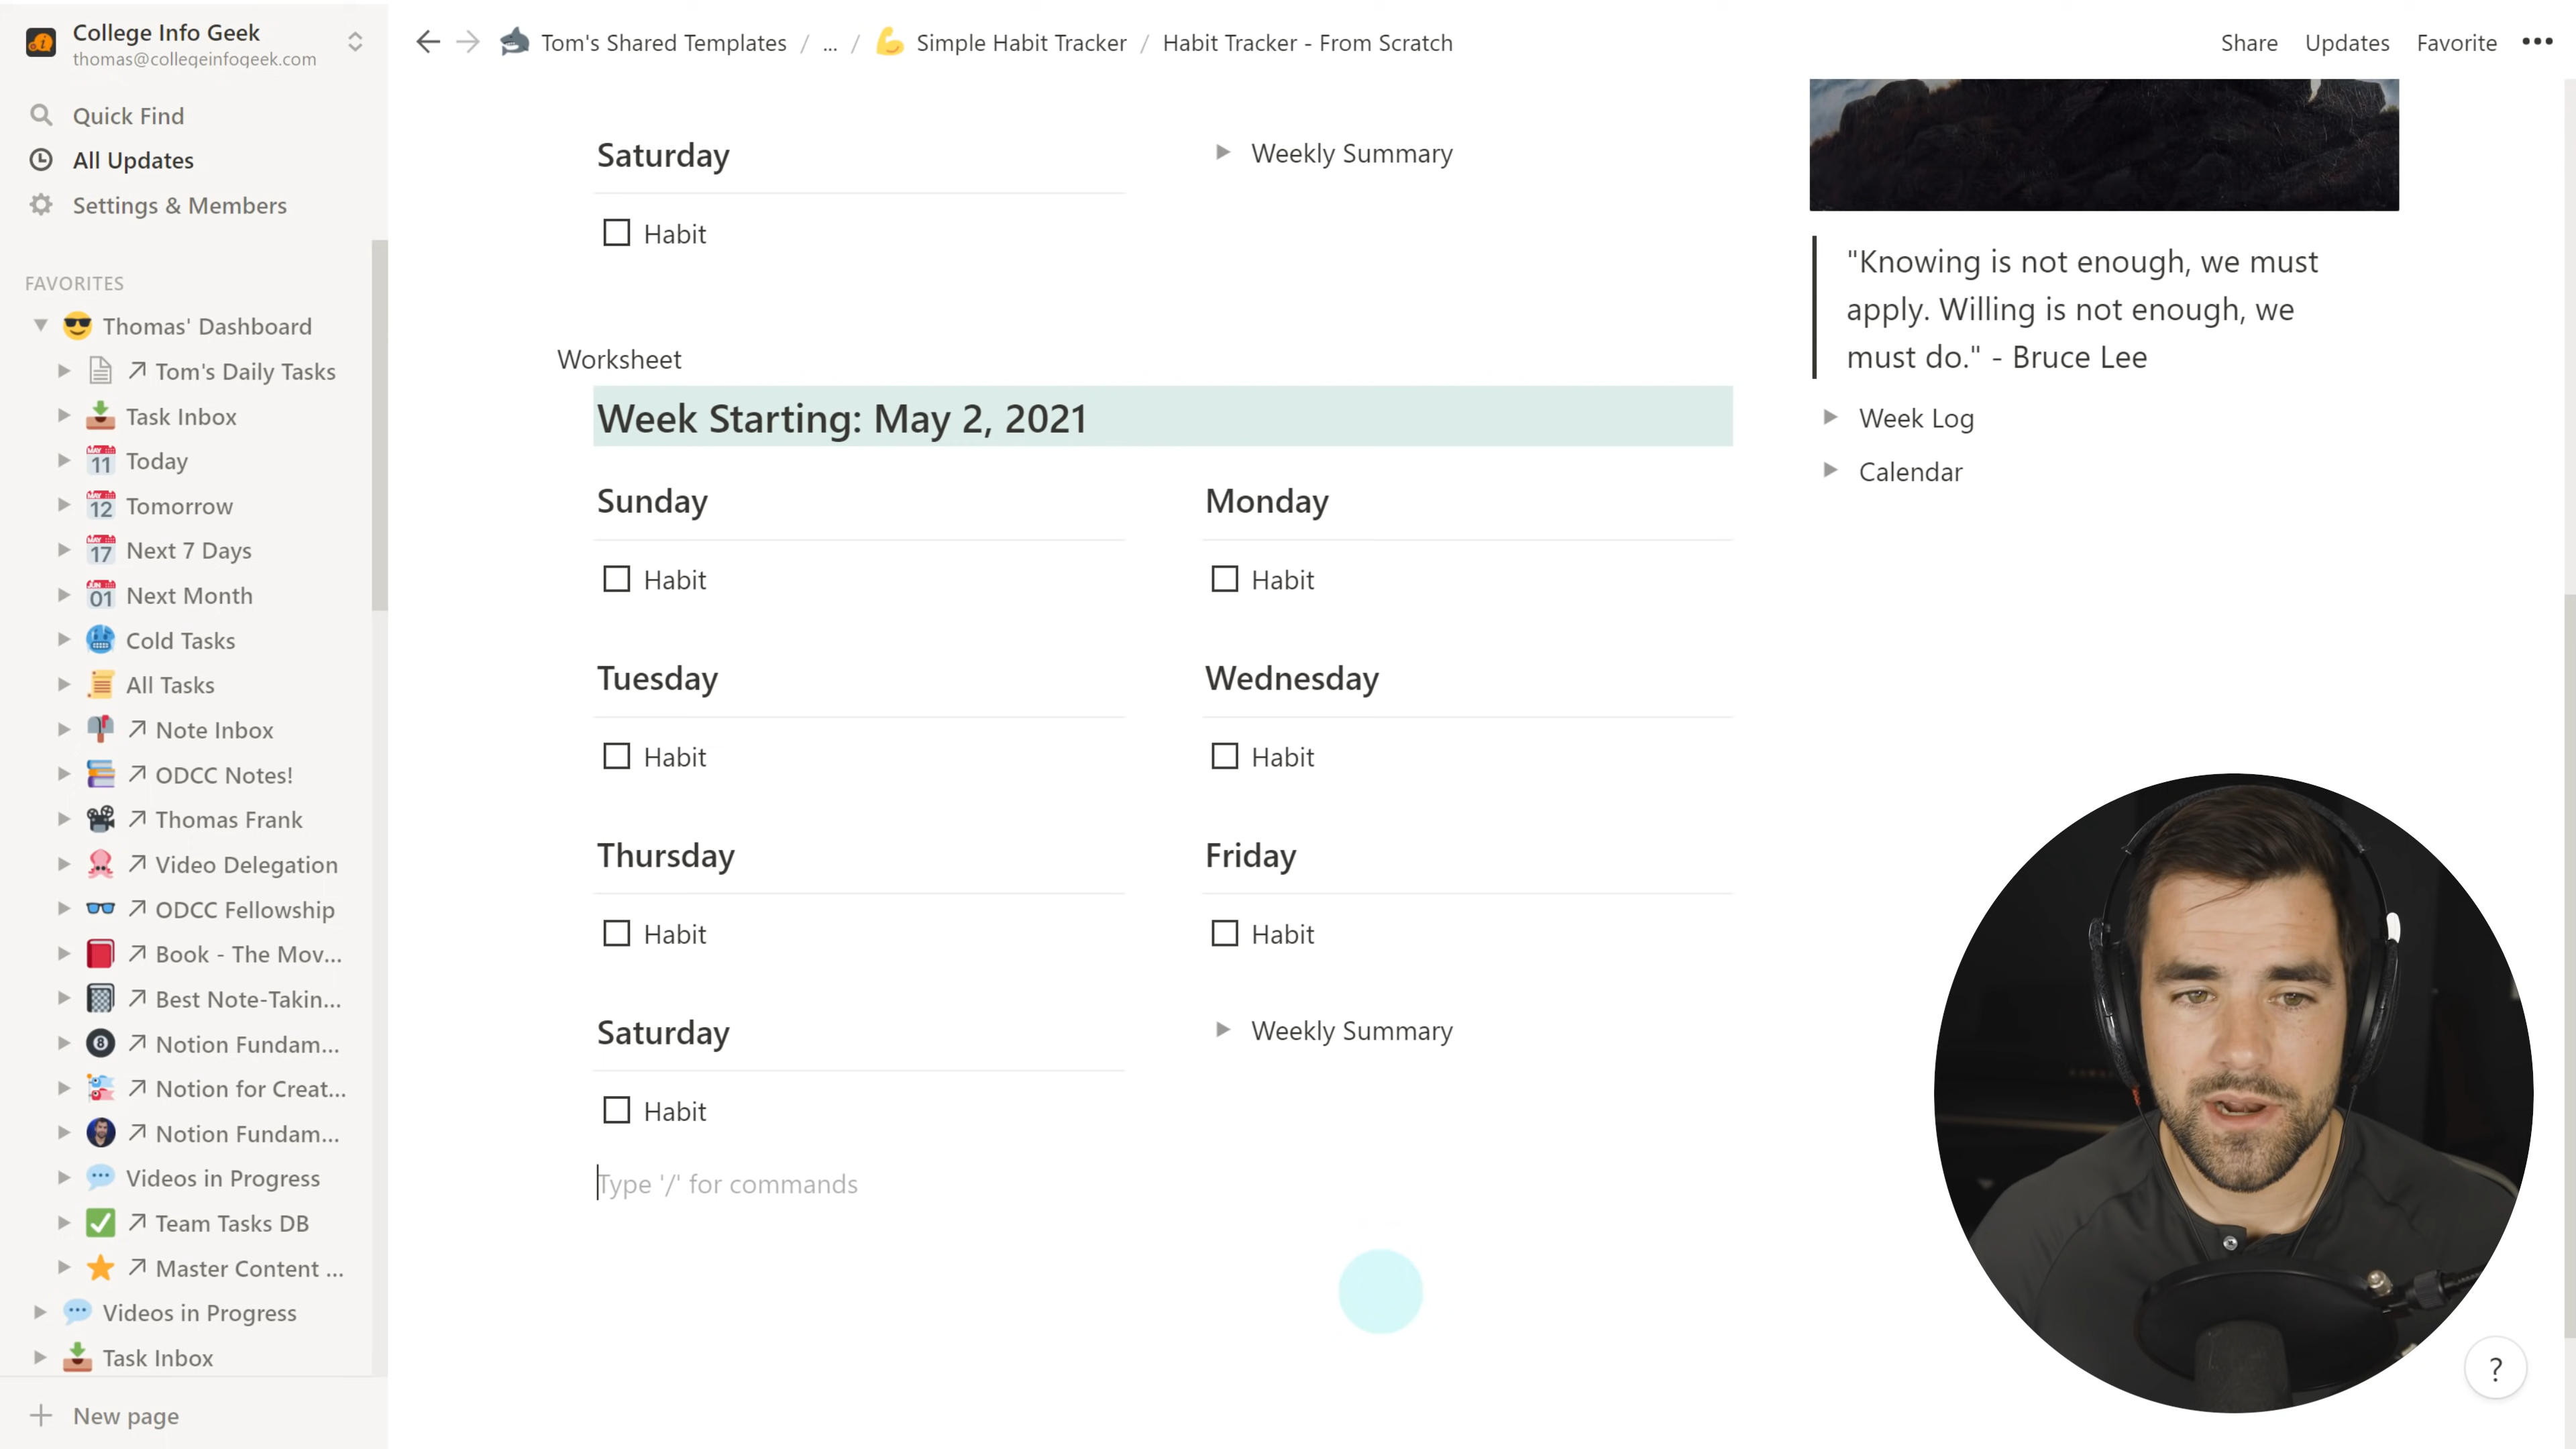 College Info Geek
thomas@collegeinfogeek.com
Quick Find
All Updates
Settings & Members
FAVORITES
Thomas' Dashboard
Tom's Daily Tasks
Task Inbox
11 Today
12 Tomorrow
17 Next 7 Days
01 Next Month
Cold Tasks
All Tasks
Note Inbox
ODCC Notes!
Thomas Frank
Video Delegation
ODCC Fellowship
Book - The Mov...
Best Note-Takin...
8 Notion Fundam...
Notion for Creat...
Notion Fundam...
Videos in Progress
Team Tasks DB
Master Content ...
Videos in Progress
Task Inbox
New page
Tom's Shared Templates / ... / Simple Habit Tracker / Habit Tracker - From Scratch
Share Updates Favorite
Saturday
Habit
Weekly Summary
Worksheet
Week Starting: May 2, 2021
Sunday
Habit
Monday
Habit
Tuesday
Habit
Wednesday
Habit
Thursday
Habit
Friday
Habit
Saturday
Habit
Weekly Summary
Type '/' for commands
"Knowing is not enough, we must
apply. Willing is not enough, we
must do." - Bruce Lee
Week Log
Calendar
?